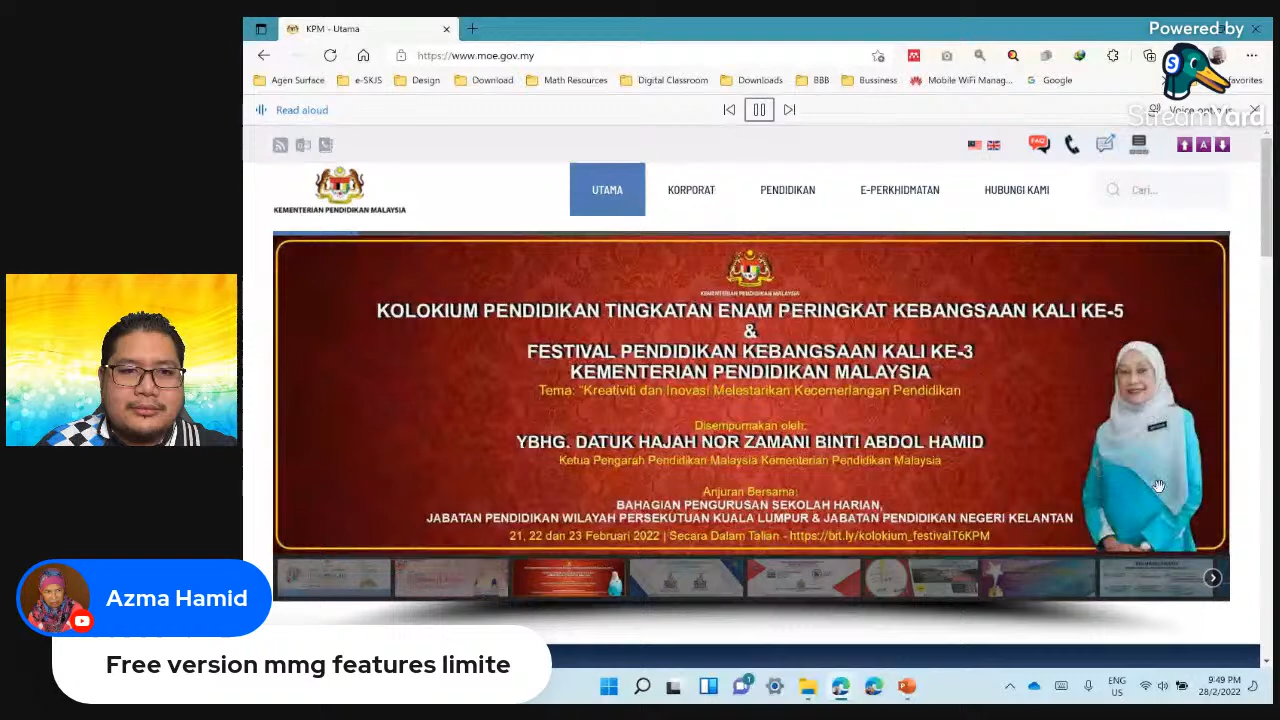 KPM - Utama
Powered by
https://www.moe.gov.my
Agen Surface
e-SKJS
Design
Download
Math Resources
Digital Classroom
Downloads
BBB
Bussiness
Mobile WiFi Manag...
Google
favorites
Read aloud
StreamYard
FAQ
A
KEMENTERIAN PENDIDIKAN MALAYSIA
UTAMA
KORPORAT
PENDIDIKAN
E-PERKHIDMATAN
HUBUNGI KAMI
Cari...
KEMENTERIAN PENDIDIKAN MALAYSIA
KOLOKIUM PENDIDIKAN TINGKATAN ENAM PERINGKAT KEBANGSAAN KALI KE-5
&
FESTIVAL PENDIDIKAN KEBANGSAAN KALI KE-3
KEMENTERIAN PENDIDIKAN MALAYSIA
Tema: "Kreativiti dan Inovasi Melestarikan Kecemerlangan Pendidikan
Disempurnakan oleh:
YBHG. DATUK HAJAH NOR ZAMANI BINTI ABDOL HAMID
Ketua Pengarah Pendidikan Malaysia Kementerian Pendidikan Malaysia
Anjuran Bersama:
BAHAGIAN PENGURUSAN SEKOLAH HARIAN,
JABATAN PENDIDIKAN WILAYAH PERSEKUTUAN KUALA LUMPUR & JABATAN PENDIDIKAN NEGERI KELANTAN
21, 22 dan 23 Februari 2022 | Secara Dalam Talian - https://brt.ly/kolokium_festivalT6KPM
Azma Hamid
Free version mmg features limite
ENG
US
9:49 PM
28/2/2022